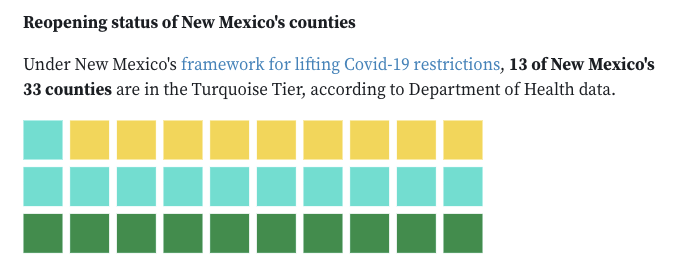 Reopening status of New Mexico's counties
Under New Mexico's framework for lifting Covid-19 restrictions, 13 of New Mexico's
33 counties are in the Turquoise Tier, according to Department of Health data.